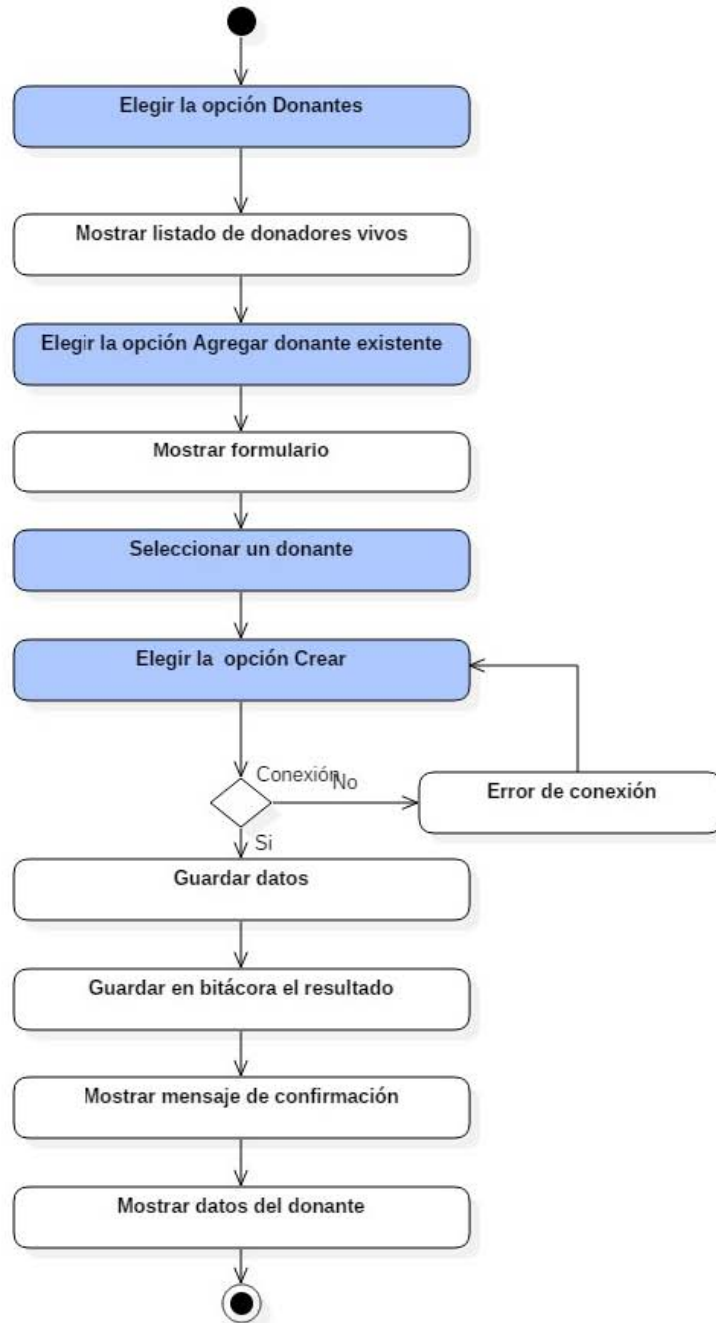 Elegir la opción Donantes
Mostrar listado de donadores vivos
Elegir la opción Agregar donante existente
Mostrar formulario
Seleccionar un donante
Elegir la opción Crear
Conexión
No
Error de conexión
Si
Guardar datos
Guardar en bitácora el resultado
Mostrar mensaje de confirmación
Mostrar datos del donante